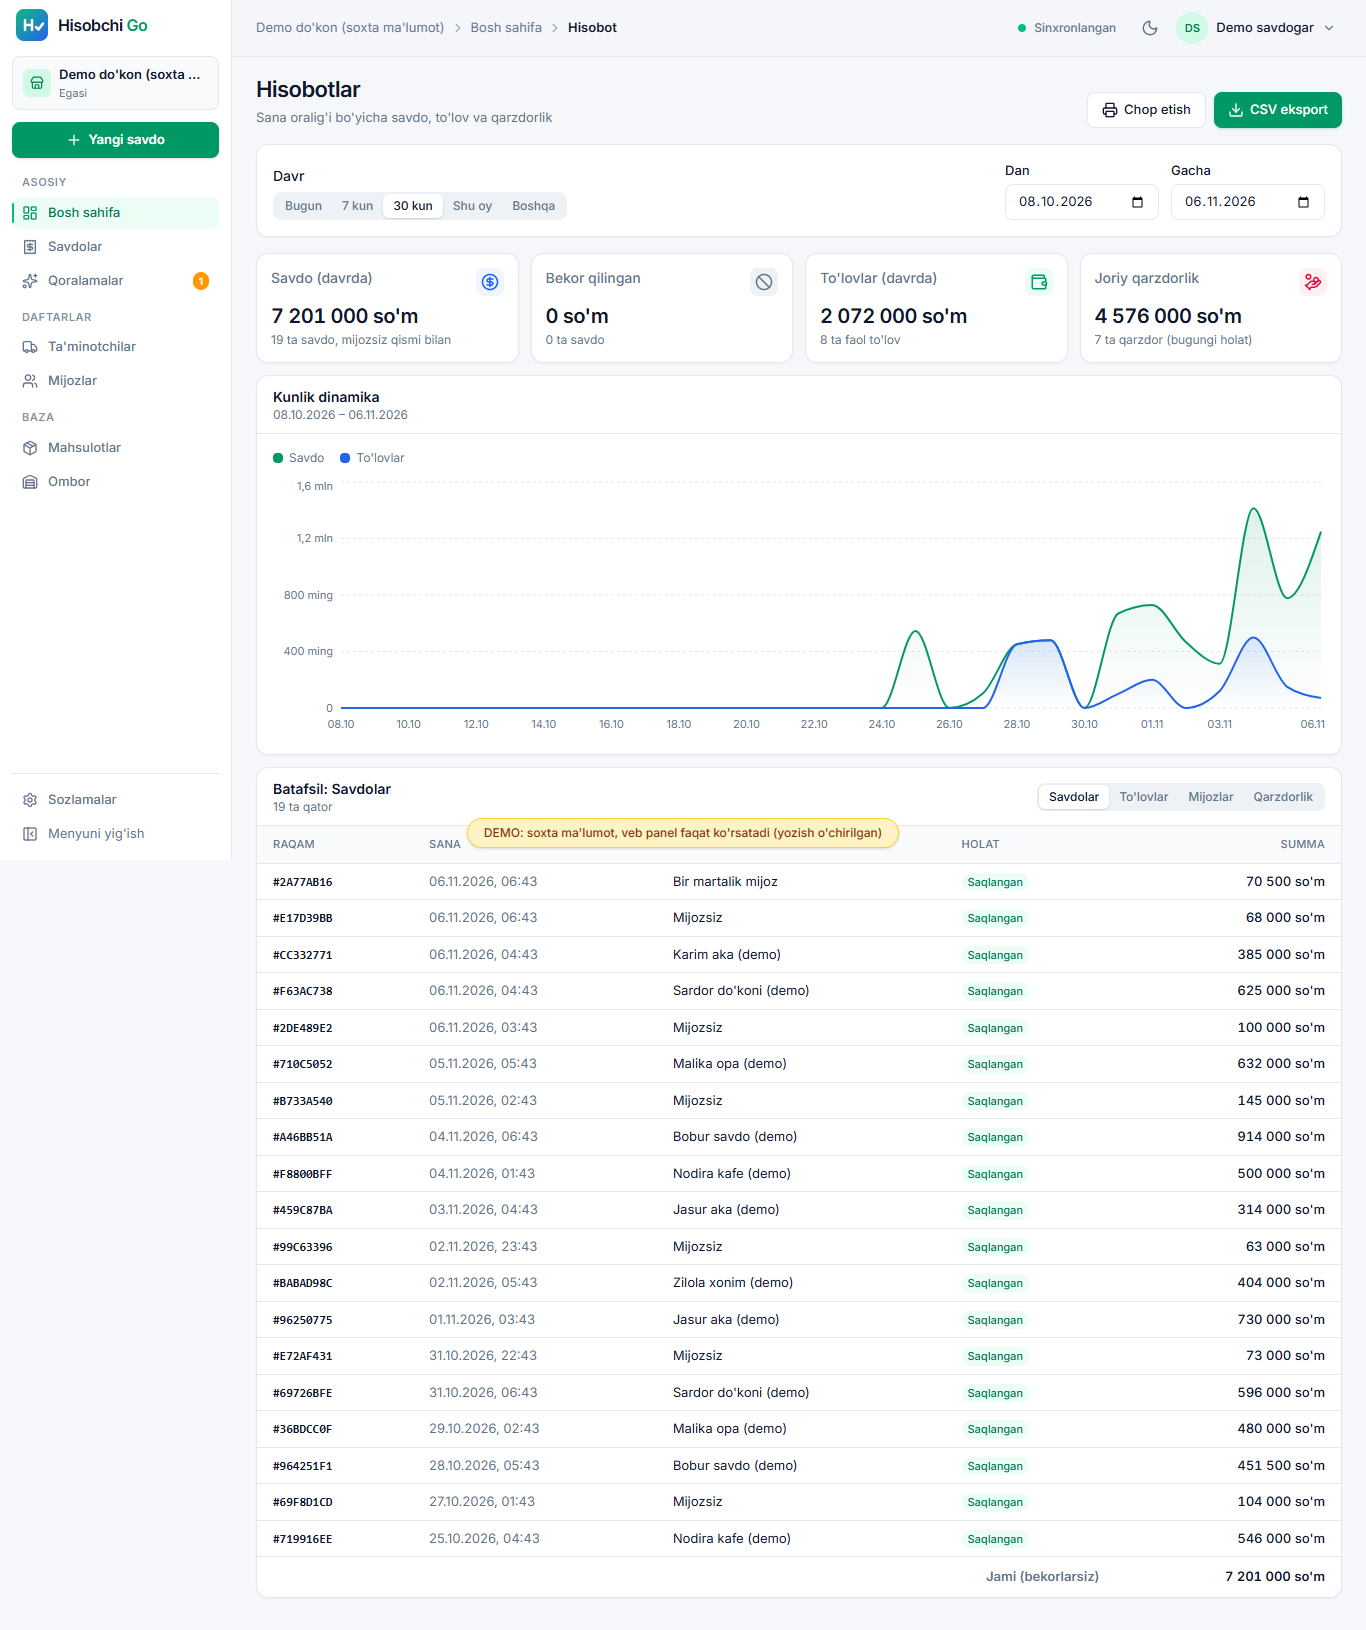 Hisobchi Go
Demo do'kon (soxta ...
Egasi
Yangi savdo
ASOSIY
Bosh sahifa
Savdolar
Qoralamalar 1
DAFTARLAR
Ta'minotchilar
Mijozlar
BAZA
Mahsulotlar
Ombor
Sozlamalar
Menyuni yig'ish
Demo do'kon (soxta ma'lumot) > Bosh sahifa > Hisobot
Sinxronlangan DS Demo savdogar
Hisobotlar
Sana oralig'i bo'yicha savdo, to'lov va qarzdorlik
Chop etish CSV eksport
Davr
Bugun 7 kun 30 kun Shu oy Boshqa
Dan Gacha
08.10.2026 06.11.2026
Savdo (davrda)
7 201 000 so'm
19 ta savdo, mijozsiz qismi bilan
Bekor qilingan
0 so'm
0 ta savdo
To'lovlar (davrda)
2 072 000 so'm
8 ta faol to'lov
Joriy qarzdorlik
4 576 000 so'm
7 ta qarzdor (bugungi holat)
Kunlik dinamika
08.10.2026 – 06.11.2026
Savdo To'lovlar
1,6 mln
1,2 mln
800 ming
400 ming
0
08.10 10.10 12.10 14.10 16.10 18.10 20.10 22.10 24.10 26.10 28.10 30.10 01.11 03.11 06.11
Batafsil: Savdolar
19 ta qator
Savdolar To'lovlar Mijozlar Qarzdorlik
DEMO: soxta ma'lumot, veb panel faqat ko'rsatadi (yozish o'chirilgan)
RAQAM SANA HOLAT SUMMA
#2A77AB16 06.11.2026, 06:43 Bir martalik mijoz Saqlangan 70 500 so'm
#E17D39BB 06.11.2026, 06:43 Mijozsiz Saqlangan 68 000 so'm
#CC332771 06.11.2026, 04:43 Karim aka (demo) Saqlangan 385 000 so'm
#F63AC738 06.11.2026, 04:43 Sardor do'koni (demo) Saqlangan 625 000 so'm
#2DE489E2 06.11.2026, 03:43 Mijozsiz Saqlangan 100 000 so'm
#710C5052 05.11.2026, 05:43 Malika opa (demo) Saqlangan 632 000 so'm
#B733A540 05.11.2026, 02:43 Mijozsiz Saqlangan 145 000 so'm
#A46BB51A 04.11.2026, 06:43 Bobur savdo (demo) Saqlangan 914 000 so'm
#F8800BFF 04.11.2026, 01:43 Nodira kafe (demo) Saqlangan 500 000 so'm
#459C87BA 03.11.2026, 04:43 Jasur aka (demo) Saqlangan 314 000 so'm
#99C63396 02.11.2026, 23:43 Mijozsiz Saqlangan 63 000 so'm
#BABAD98C 02.11.2026, 05:43 Zilola xonim (demo) Saqlangan 404 000 so'm
#96250775 01.11.2026, 03:43 Jasur aka (demo) Saqlangan 730 000 so'm
#E72AF431 31.10.2026, 22:43 Mijozsiz Saqlangan 73 000 so'm
#69726BFE 31.10.2026, 06:43 Sardor do'koni (demo) Saqlangan 596 000 so'm
#36BDCC0F 29.10.2026, 02:43 Malika opa (demo) Saqlangan 480 000 so'm
#964251F1 28.10.2026, 05:43 Bobur savdo (demo) Saqlangan 451 500 so'm
#69F8D1CD 27.10.2026, 01:43 Mijozsiz Saqlangan 104 000 so'm
#719916EE 25.10.2026, 04:43 Nodira kafe (demo) Saqlangan 546 000 so'm
Jami (bekorlarsiz) 7 201 000 so'm